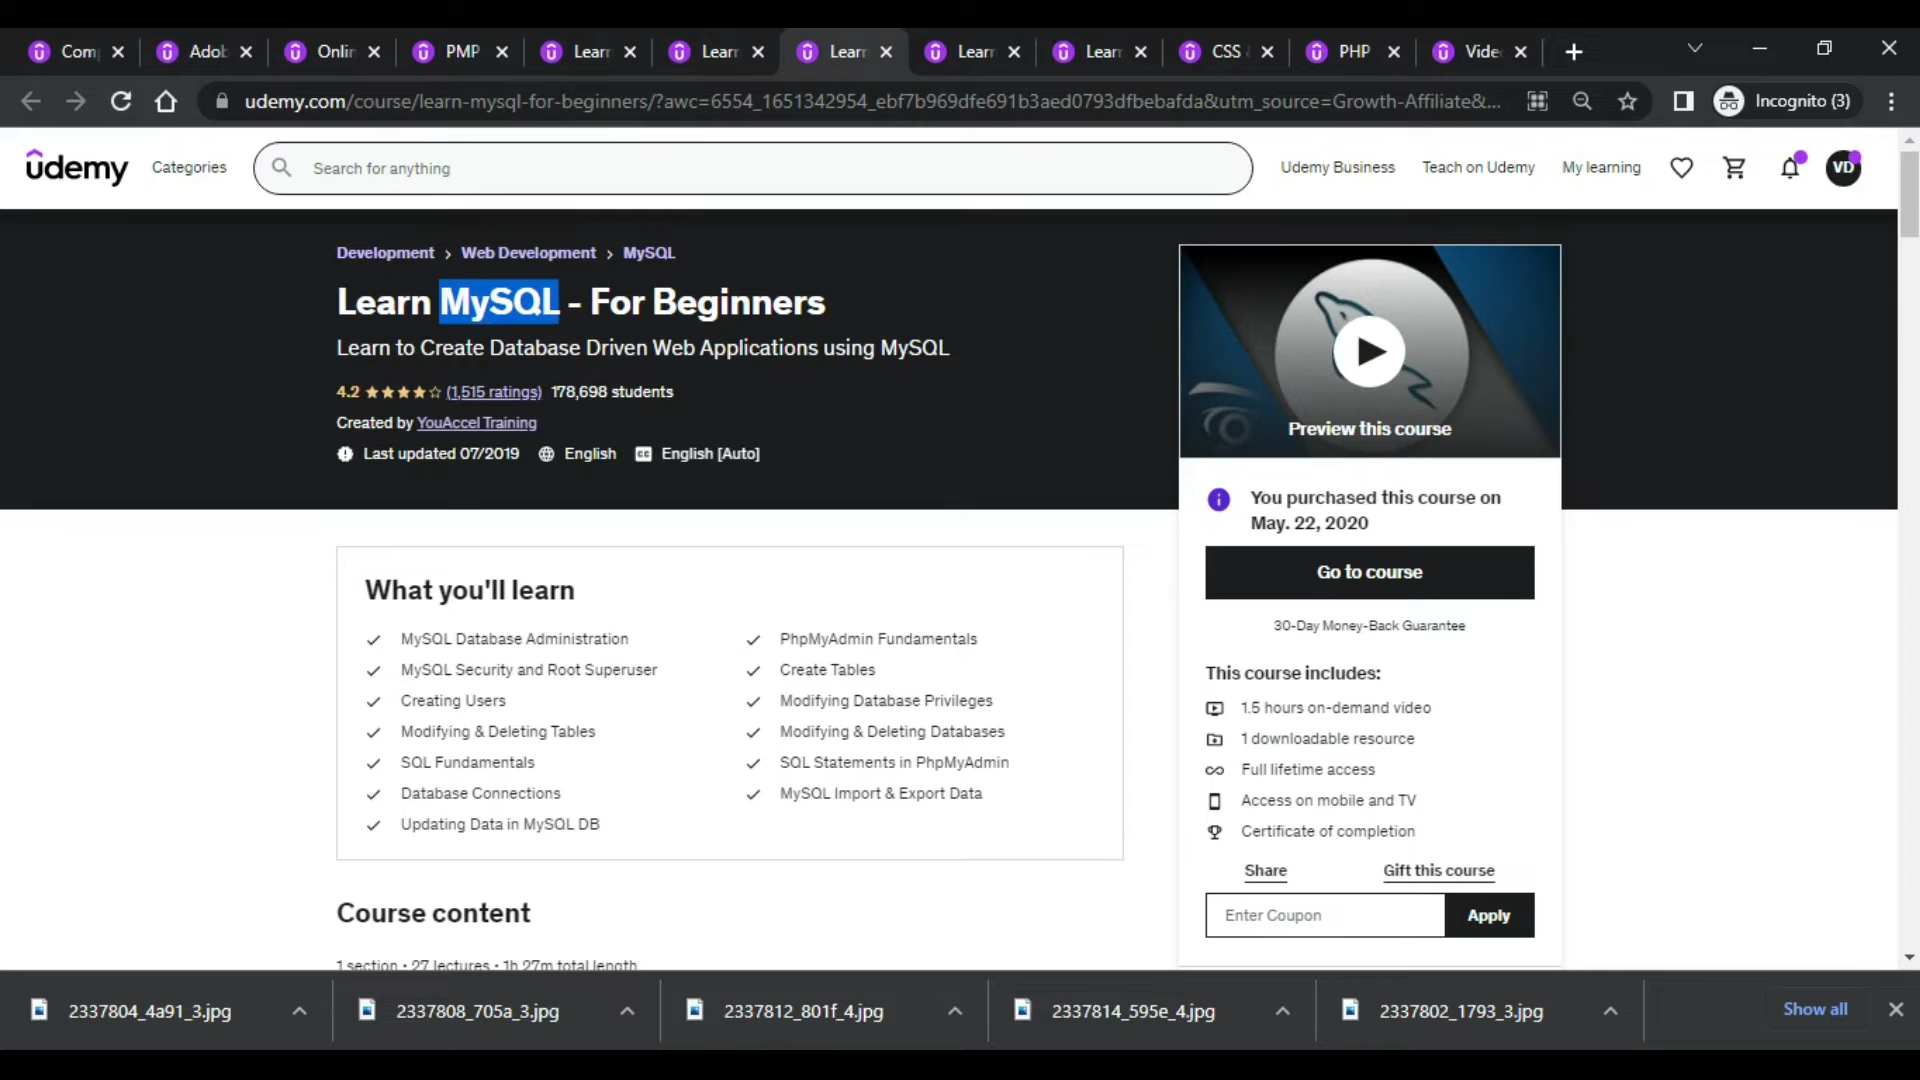 Com
Adob
Onlin
PMP
Learn
Learn
Learn
Learn
Learn
CSS
PHP
Vide
udemy.com/course/learn-mysql-for-beginners/?awc=6554_1651342954_ebf7b969dfe691b3aed0793dfbebafda&utm_source=Growth-Affiliate&...
Incognito (3)
ûdemy
Categories
Search for anything
Udemy Business
Teach on Udemy
My learning
VD
Development > Web Development > MySQL
Learn MySQL - For Beginners
Learn to Create Database Driven Web Applications using MySQL
4.2 (1,515 ratings) 178,698 students
Created by YouAccel Training
Last updated 07/2019 English CC English [Auto]
Preview this course
You purchased this course on
May. 22, 2020
Go to course
30-Day Money-Back Guarantee
This course includes:
1.5 hours on-demand video
1 downloadable resource
Full lifetime access
Access on mobile and TV
Certificate of completion
Share
Gift this course
Enter Coupon
Apply
What you'll learn
MySQL Database Administration
MySQL Security and Root Superuser
Creating Users
Modifying & Deleting Tables
SQL Fundamentals
Database Connections
Updating Data in MySQL DB
PhpMyAdmin Fundamentals
Create Tables
Modifying Database Privileges
Modifying & Deleting Databases
SQL Statements in PhpMyAdmin
MySQL Import & Export Data
Course content
1 section • 27 lectures • 1h 27m total length
2337804_4a91_3.jpg
2337808_705a_3.jpg
2337812_801f_4.jpg
2337814_595e_4.jpg
2337802_1793_3.jpg
Show all